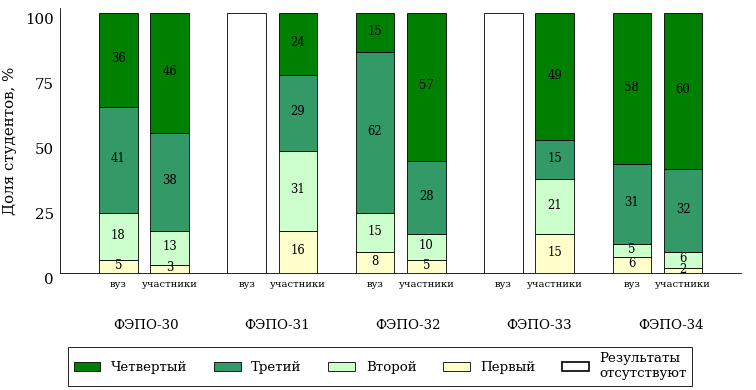 100
75
50
25
0
Доля студентов, %
36 46 24 15 57 49 58 60
41 38 29 62 28 15 31 32
18 13 31 15 10 21 5 6
5 3 16 8 5 15 6 2
вуз участники вуз участники вуз участники вуз участники вуз участники
ФЭПО-30 ФЭПО-31 ФЭПО-32 ФЭПО-33 ФЭПО-34
Четвертый Третий Второй Первый Результаты
отсутствуют